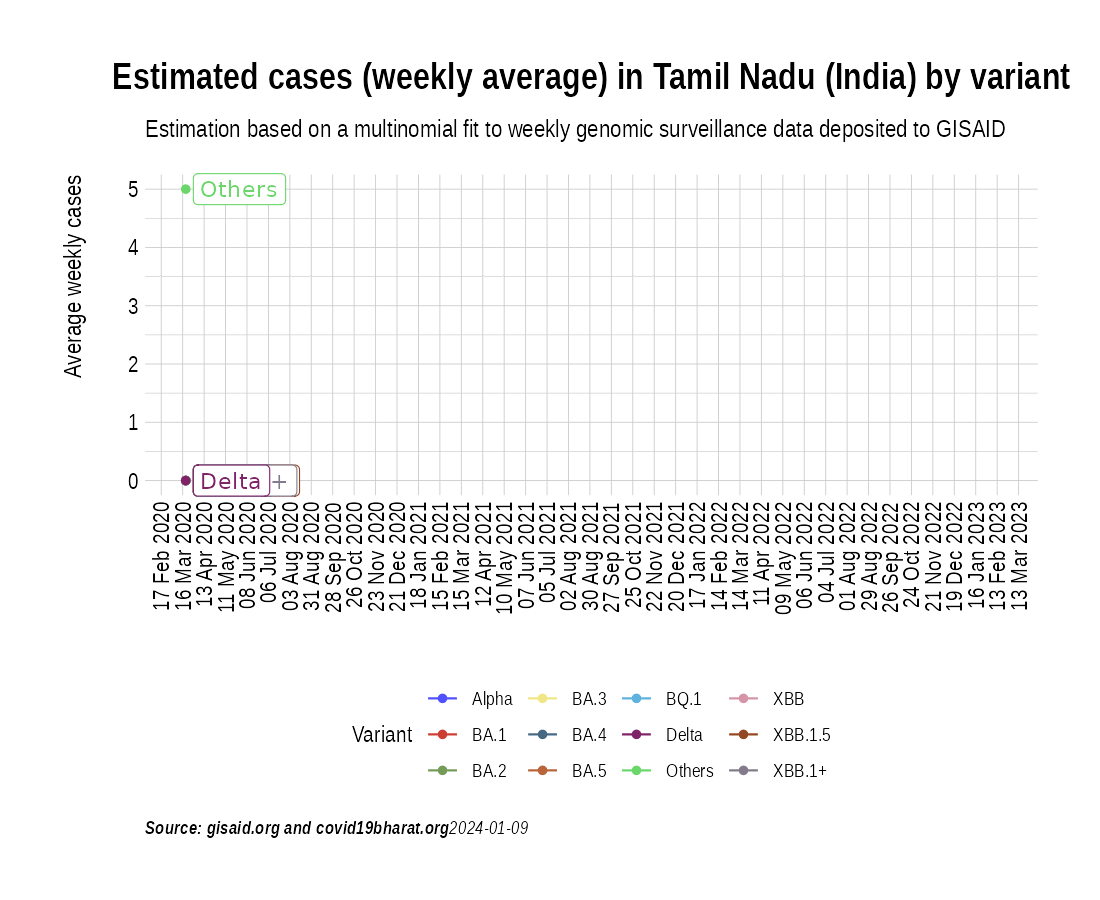 Estimated cases (weekly average) in Tamil Nadu (India) by variant
Estimation based on a multinomial fit to weekly genomic surveillance data deposited to GISAID
Average weekly cases
5
4
3
2
1
0
Others
Delta
+
17 Feb 2020
16 Mar 2020
13 Apr 2020
11 May 2020
08 Jun 2020
06 Jul 2020
03 Aug 2020
31 Aug 2020
28 Sep 2020
26 Oct 2020
23 Nov 2020
21 Dec 2020
18 Jan 2021
15 Feb 2021
15 Mar 2021
12 Apr 2021
10 May 2021
07 Jun 2021
05 Jul 2021
02 Aug 2021
30 Aug 2021
27 Sep 2021
25 Oct 2021
22 Nov 2021
20 Dec 2021
17 Jan 2022
14 Feb 2022
14 Mar 2022
11 Apr 2022
09 May 2022
06 Jun 2022
04 Jul 2022
01 Aug 2022
29 Aug 2022
26 Sep 2022
24 Oct 2022
21 Nov 2022
19 Dec 2022
16 Jan 2023
13 Feb 2023
13 Mar 2023
Variant
Alpha
BA.1
BA.2
BA.3
BA.4
BA.5
BQ.1
Delta
Others
XBB
XBB.1.5
XBB.1+
Source: gisaid.org and covid19bharat.org2024-01-09